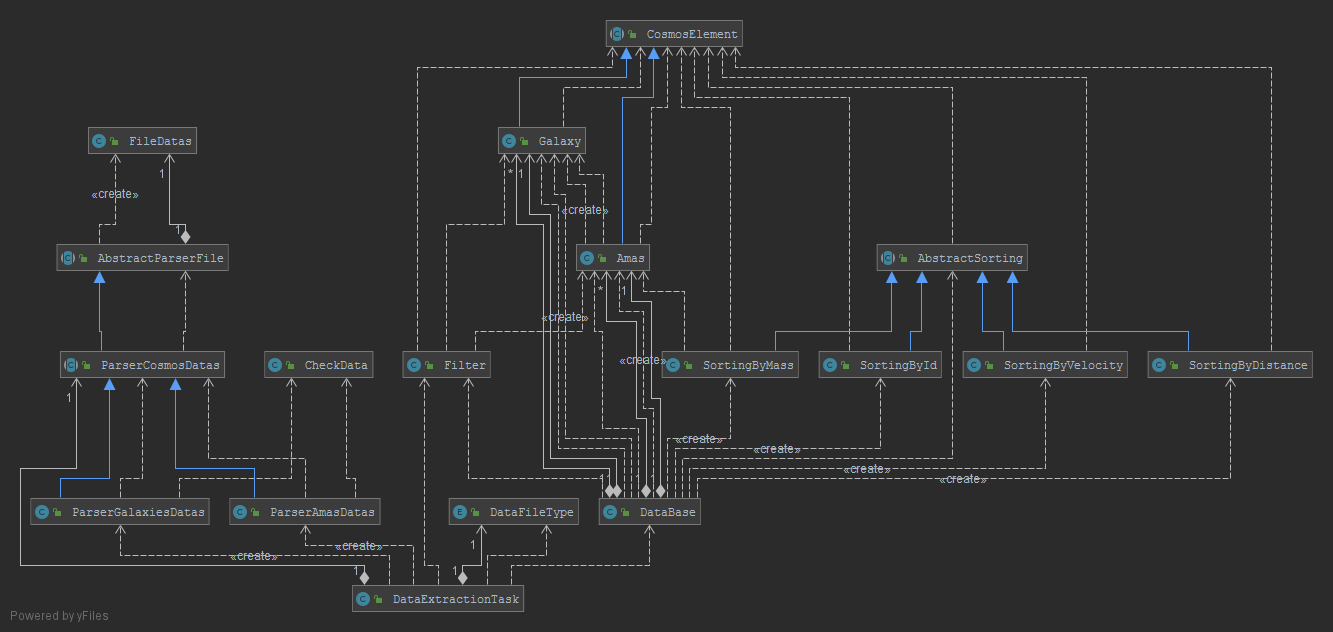 CosmosElement
FileDatas
Galaxy
1
* 1
«create»
«create»
1
AbstractParserFile
Amas
AbstractSorting
* 1
«create»
«create»
ParserCosmosDatas
CheckData
Filter
SortingByMass
SortingById
SortingByVelocity
SortingByDistance
1
«create»
«create»
«create»
«create»
1
ParserGalaxiesDatas
ParserAmasDatas
DataFileType
DataBase
1
«create»
«create»
1
1
DataExtractionTask
Powered by yFiles